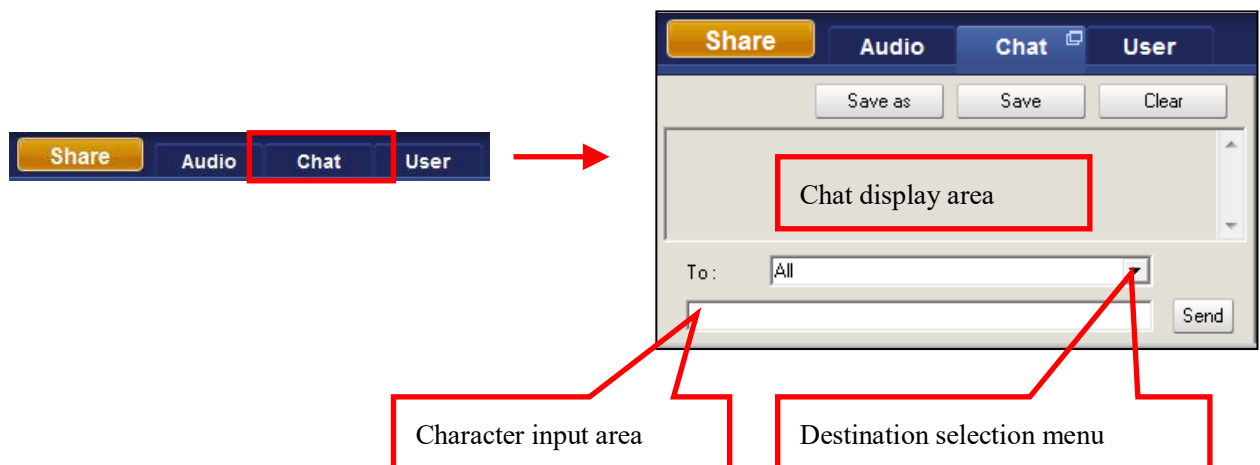 Share Audio Chat User
Share Audio Chat User
Save as Save Clear
Chat display area
To: All
Send
Character input area
Destination selection menu